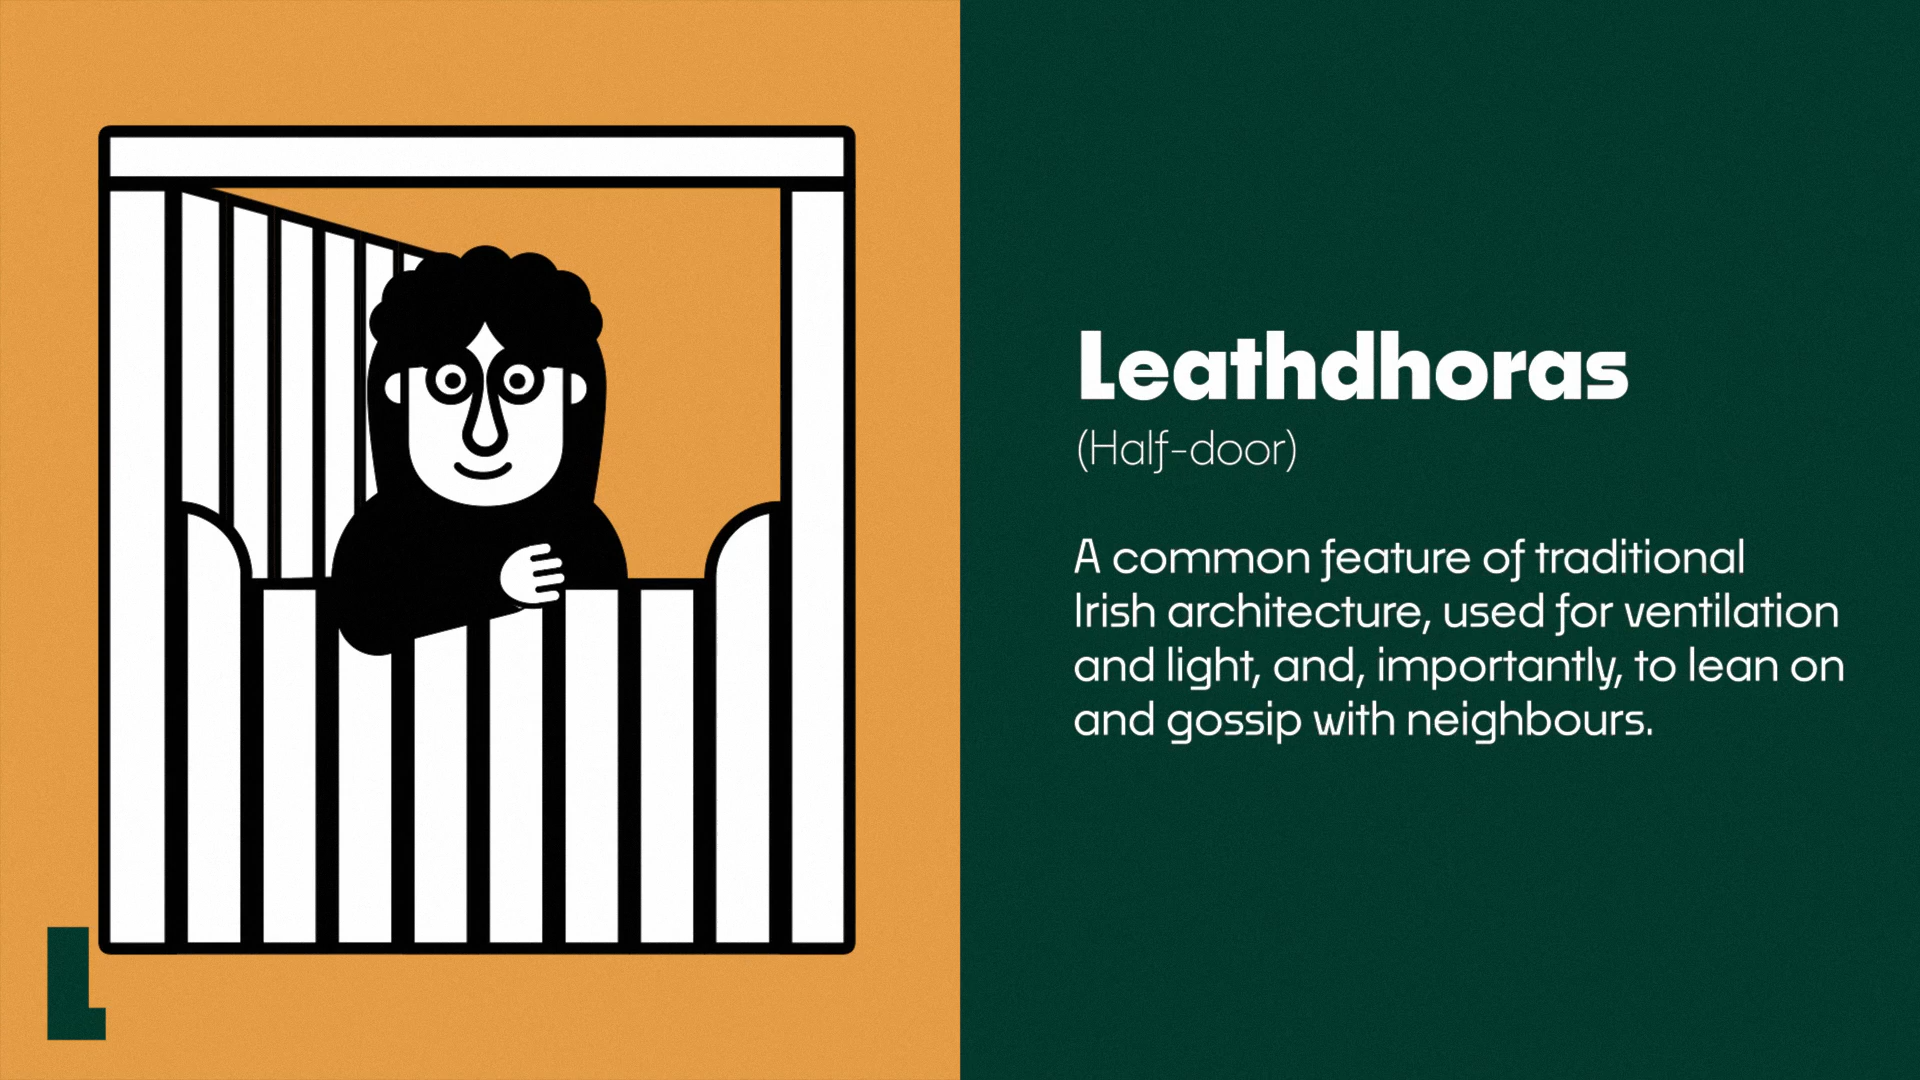 Leathdhoras
(Half-door)
A common feature of traditional
Irish architecture, used for ventilation
and light, and, importantly, to lean on
and gossip with neighbours.
L